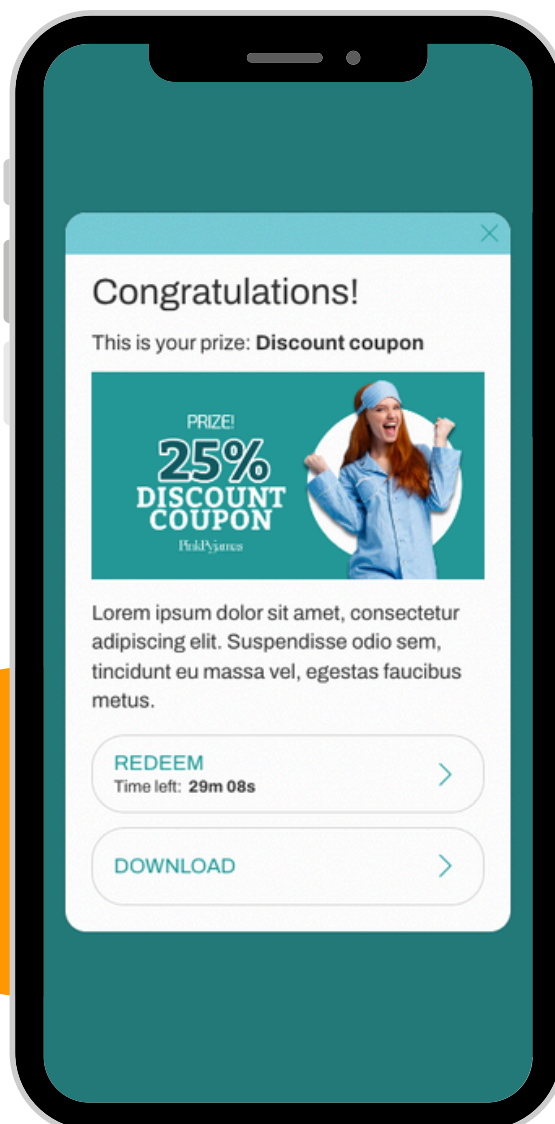 Congratulations!
This is your prize: Discount coupon
PRIZE!
25%
DISCOUNT
COUPON
PinkPyjamas
Lorem ipsum dolor sit amet, consectetur
adipiscing elit. Suspendisse odio sem,
tincidunt eu massa vel, egestas faucibus
metus.
REDEEM
Time left: 29m 08s
DOWNLOAD